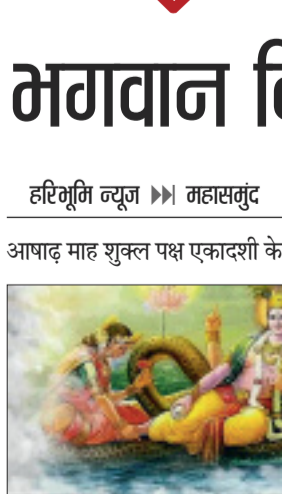 भगवान
हरिभूमि न्यूज ▶▶| महासमुंद
आषाढ़ माह शुक्ल पक्ष एकादशी के